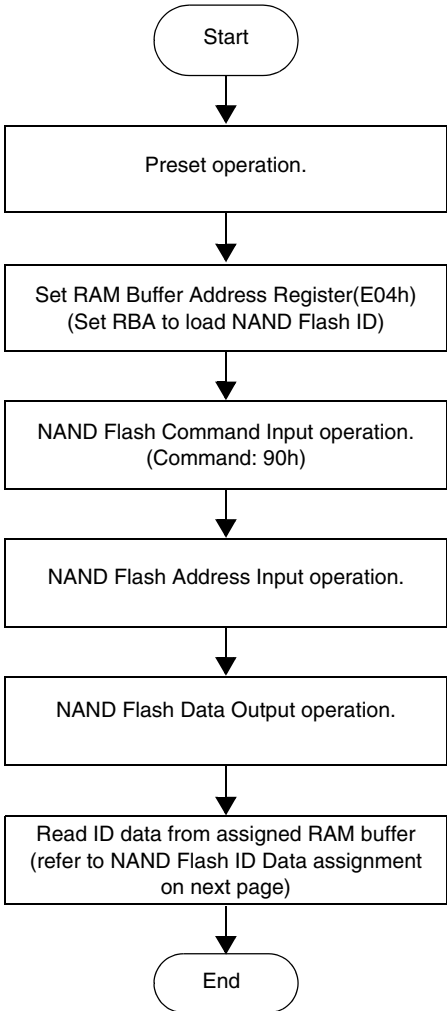 Start
Preset operation.
Set RAM Buffer Address Register(E04h)
(Set RBA to load NAND Flash ID)
NAND Flash Command Input operation.
(Command: 90h)
NAND Flash Address Input operation.
NAND Flash Data Output operation.
Read ID data from assigned RAM buffer
(refer to NAND Flash ID Data assignment
on next page)
End